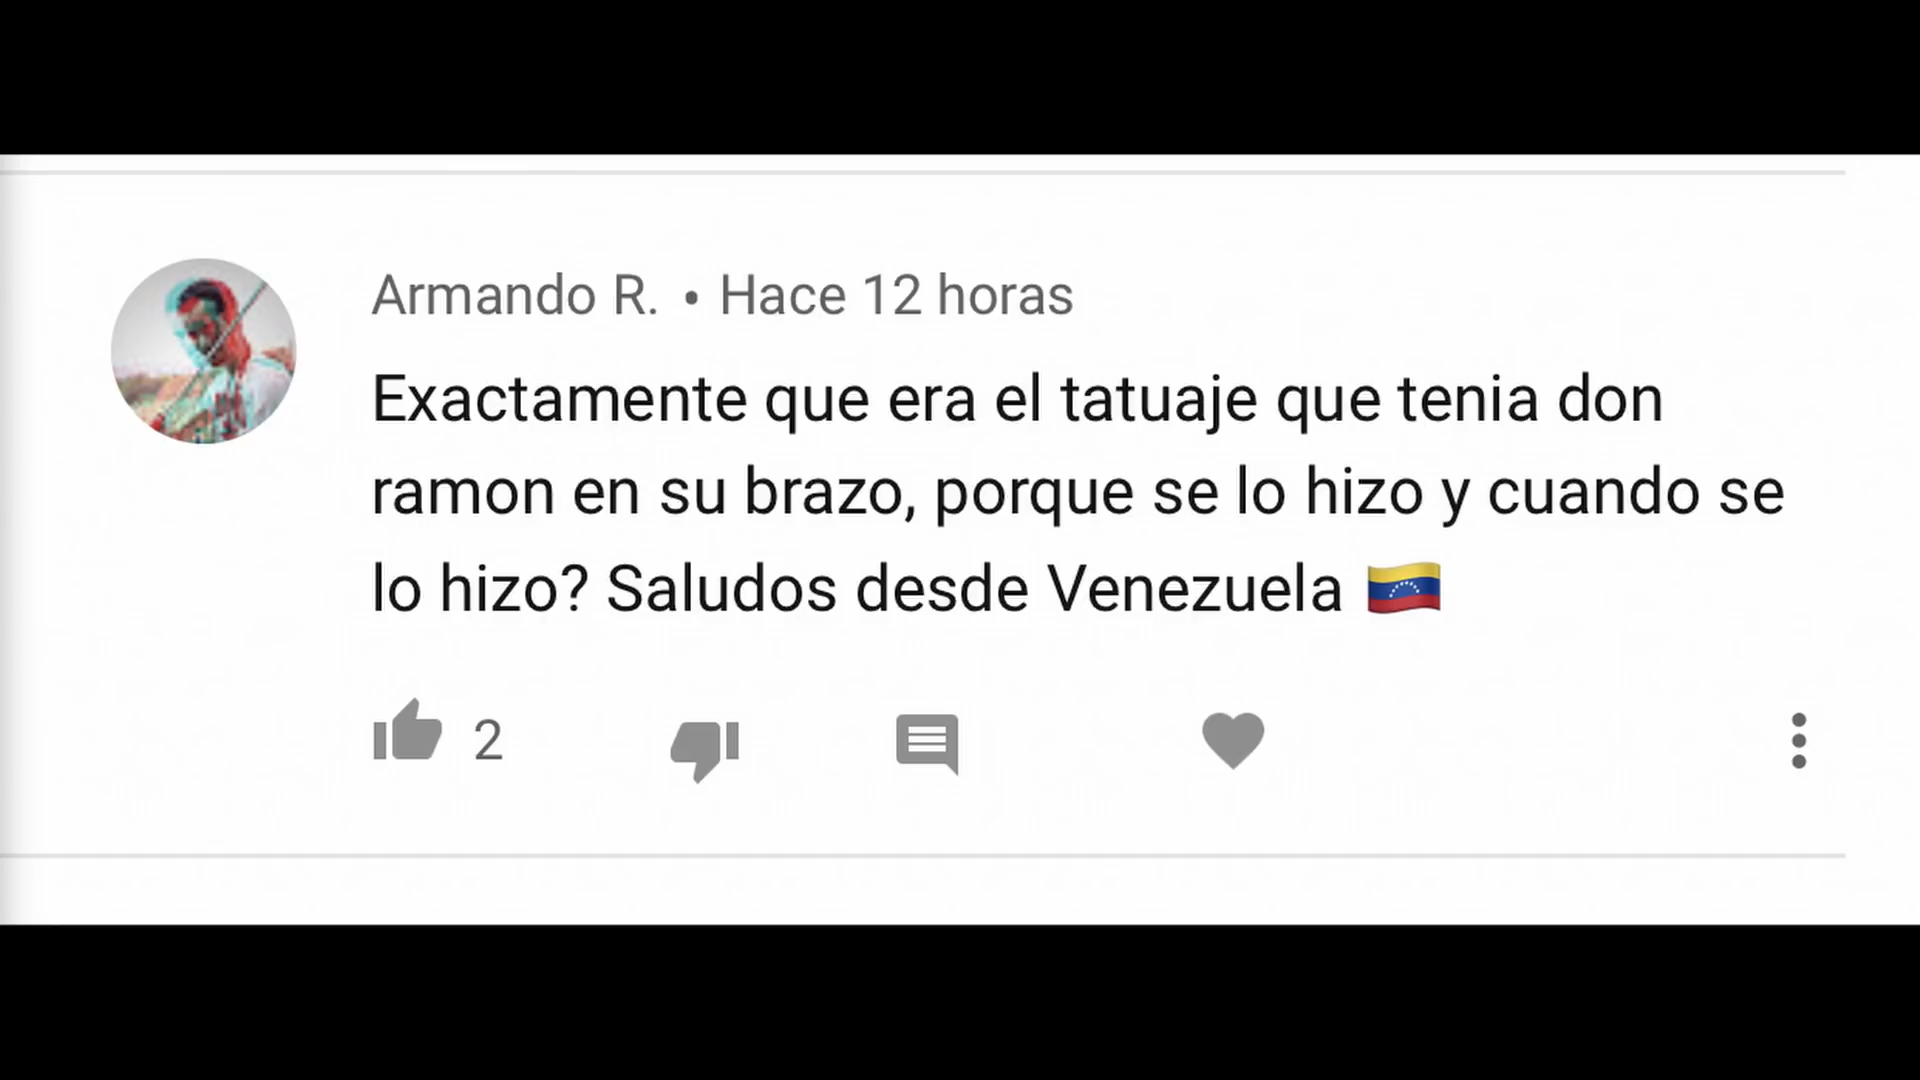 Armando R. • Hace 12 horas
Exactamente que era el tatuaje que tenia don
ramon en su brazo, porque se lo hizo y cuando se
lo hizo? Saludos desde Venezuela 🇻🇪
2